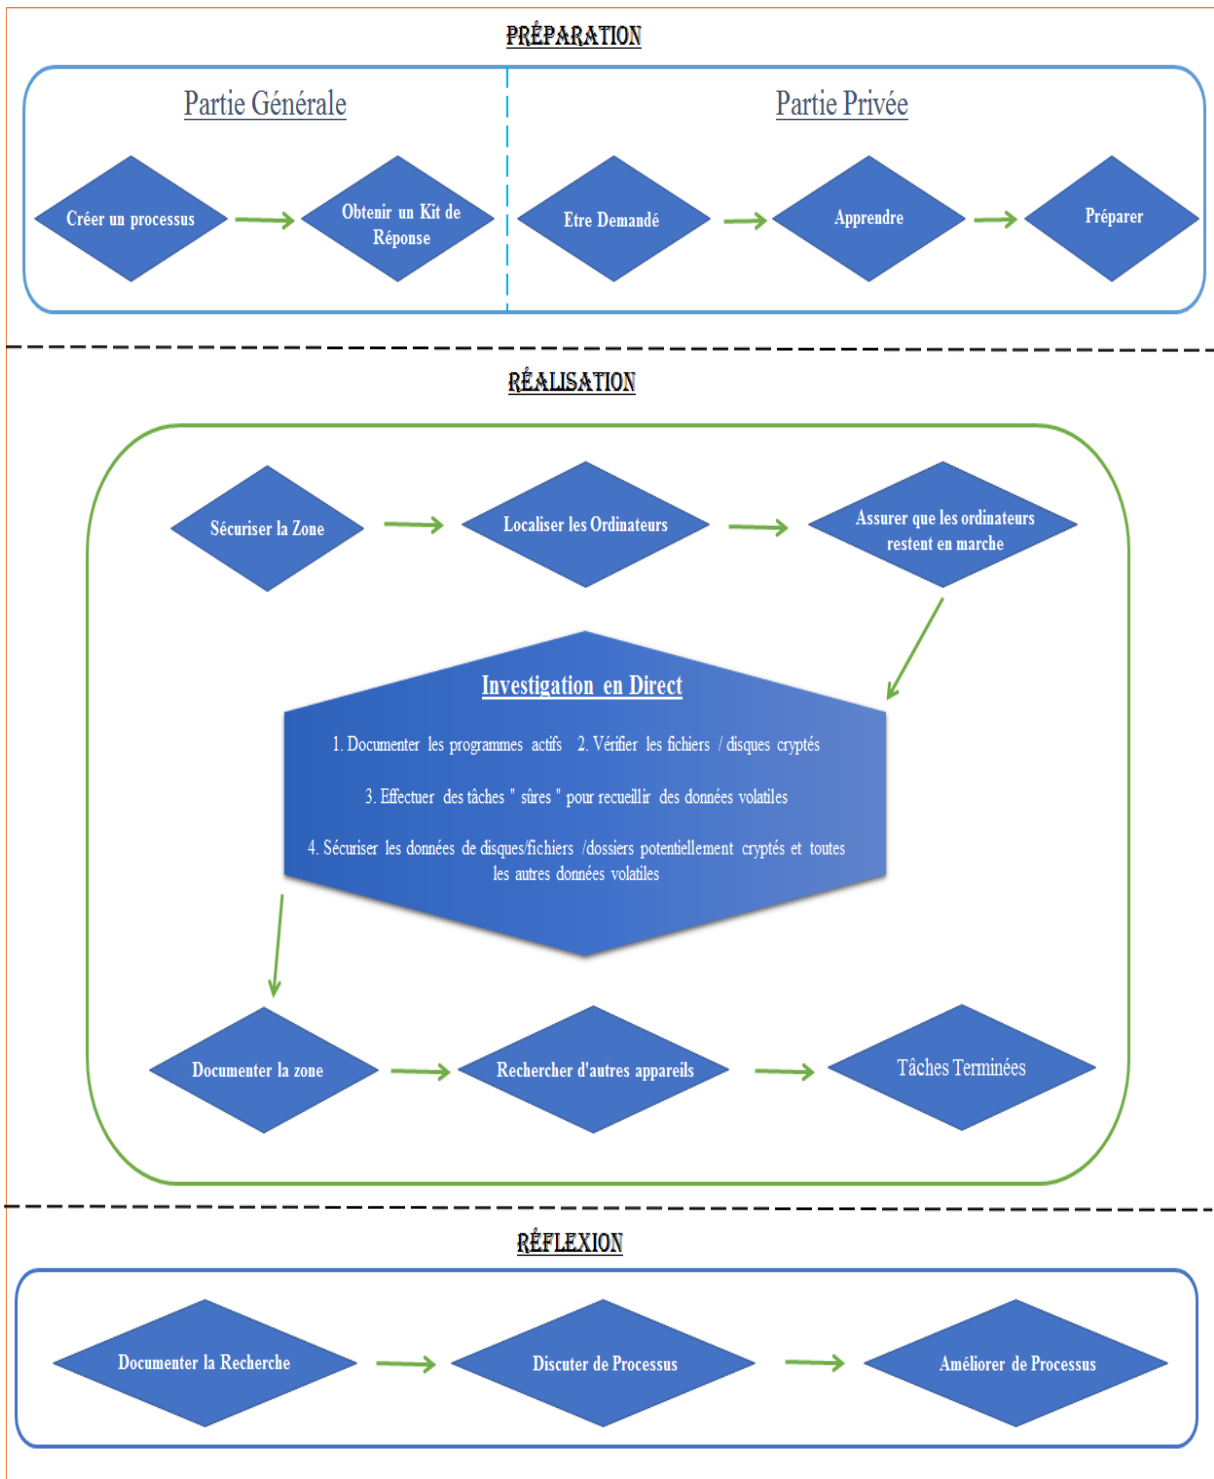 PRÉPARATION
Partie Générale
Partie Privée
Créer un processus
Obtenir un Kit de
Réponse
Etre Demandé
Apprendre
Préparer
RÉALISATION
Sécuriser la Zone
Localiser les Ordinateurs
Assurer que les ordinateurs
restent en marche
Investigation en Direct
1. Documenter les programmes actifs 2. Vérifier les fichiers / disques cryptés
3. Effectuer des tâches " sûres " pour recueillir des données volatiles
4. Sécuriser les données de disques/fichiers /dossiers potentiellement cryptés et toutes
les autres données volatiles
Documenter la zone
Rechercher d'autres appareils
Tâches Terminées
RÉFLEXION
Documenter la Recherche
Discuter de Processus
Améliorer de Processus